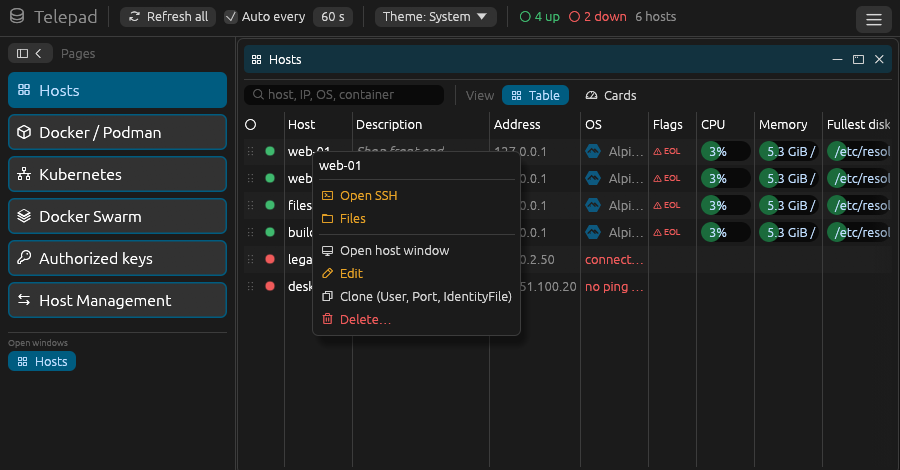 Telepad
Refresh all
Auto every
60 s
Theme: System
4 up
2 down
6 hosts
Pages
Hosts
Docker / Podman
Kubernetes
Docker Swarm
Authorized keys
Host Management
Open windows
Hosts
Hosts
host, IP, OS, container
View
Table
Cards
Host Description Address OS Flags CPU Memory Fullest disk
web-01 127.0.0.1 Alpi… EOL 3% 5.3 GiB / /etc/resol
web 0.1 Alpi… EOL 3% 5.3 GiB / /etc/resol
files 0.1 Alpi… EOL 3% 5.3 GiB / /etc/resol
build 0.1 Alpi… EOL 3% 5.3 GiB / /etc/resol
lega 0.2.50 connect…
desk 51.100.20 no ping …
web-01
Open SSH
Files
Open host window
Edit
Clone (User, Port, IdentityFile)
Delete…